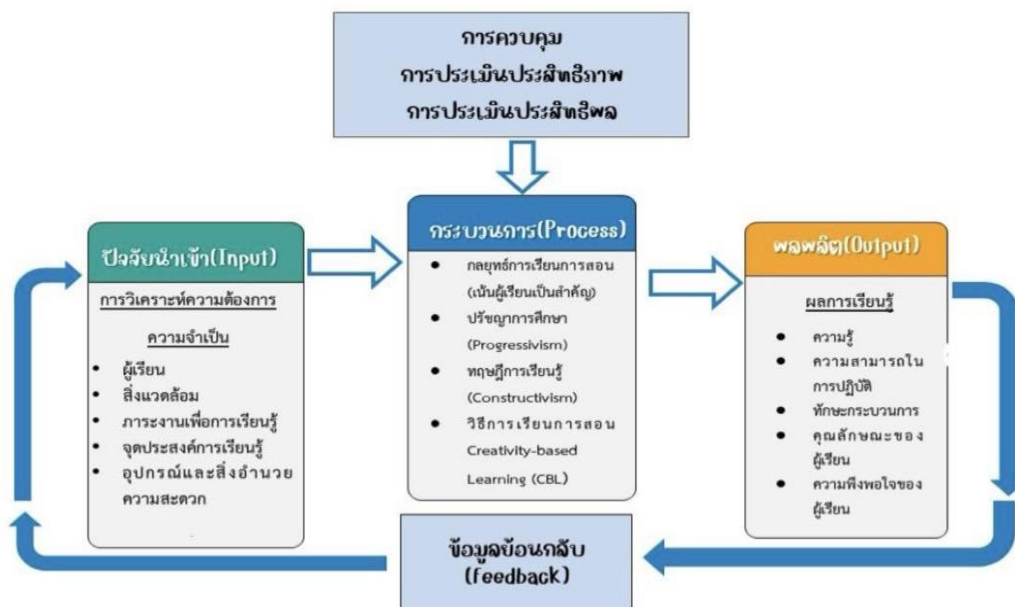 การควบคุม
การประเมินประสิทธิภาพ
การประเมินประสิทธิผล
ปัจจัยนำเข้า(Input)
การวิเคราะห์ความต้องการ
ความจำเป็น
● ผู้เรียน
● สิ่งแวดล้อม
● ภาระงานเพื่อการเรียนรู้
● จุดประสงค์การเรียนรู้
● อุปกรณ์และสิ่งอำนวย
ความสะดวก
กระบวนการ(Process)
● กลยุทธ์การเรียนการสอน
(เน้นผู้เรียนเป็นสำคัญ)
● ปรัชญาการศึกษา
(Progressivism)
● ทฤษฎีการเรียนรู้
(Constructivism)
● วิธีการเรียนการสอน
Creativity-based
Learning (CBL)
ผลผลิต(Output)
ผลการเรียนรู้
● ความรู้
● ความสามารถใน
การปฏิบัติ
● ทักษะกระบวนการ
● คุณลักษณะของ
ผู้เรียน
● ความพึงพอใจของ
ผู้เรียน
ข้อมูลย้อนกลับ
(feedback)